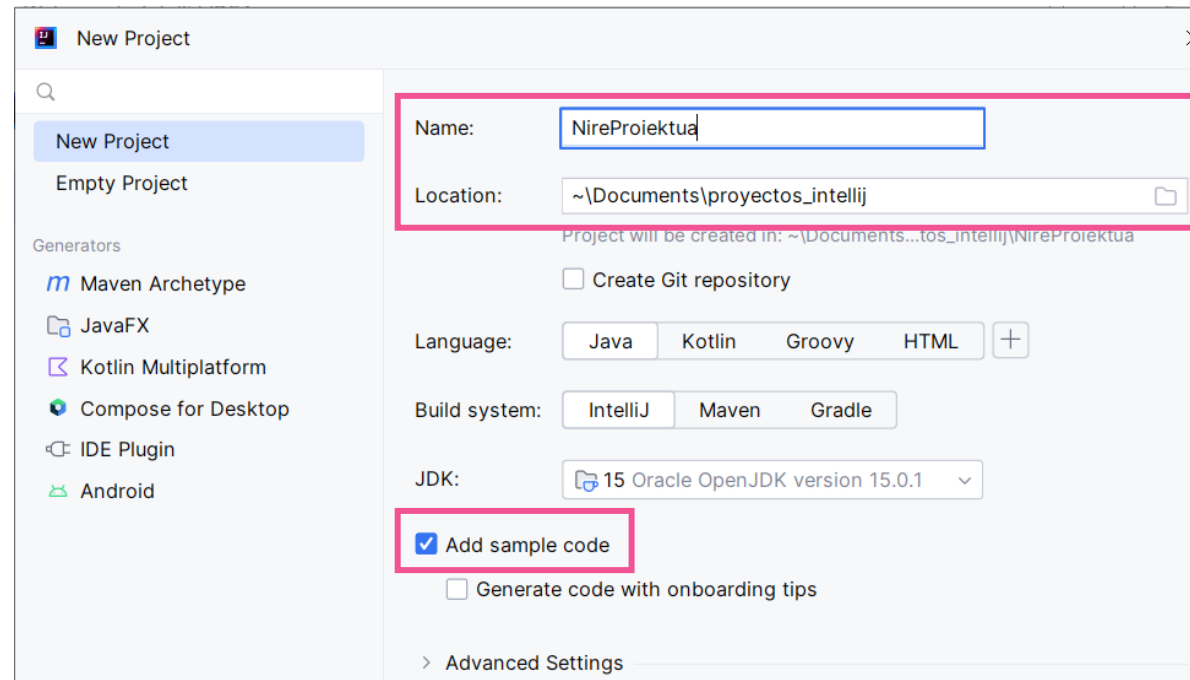 New Project
New Project
Empty Project
Generators
Maven Archetype
JavaFX
Kotlin Multiplatform
Compose for Desktop
IDE Plugin
Android
Name: NireProiektua
Location: ~\Documents\proyectos_intellij
Project will be created in: ~\Documents...tos_intellij\NireProiektua
Create Git repository
Language: Java Kotlin Groovy HTML
Build system: IntelliJ Maven Gradle
JDK: 15 Oracle OpenJDK version 15.0.1
Add sample code
Generate code with onboarding tips
Advanced Settings